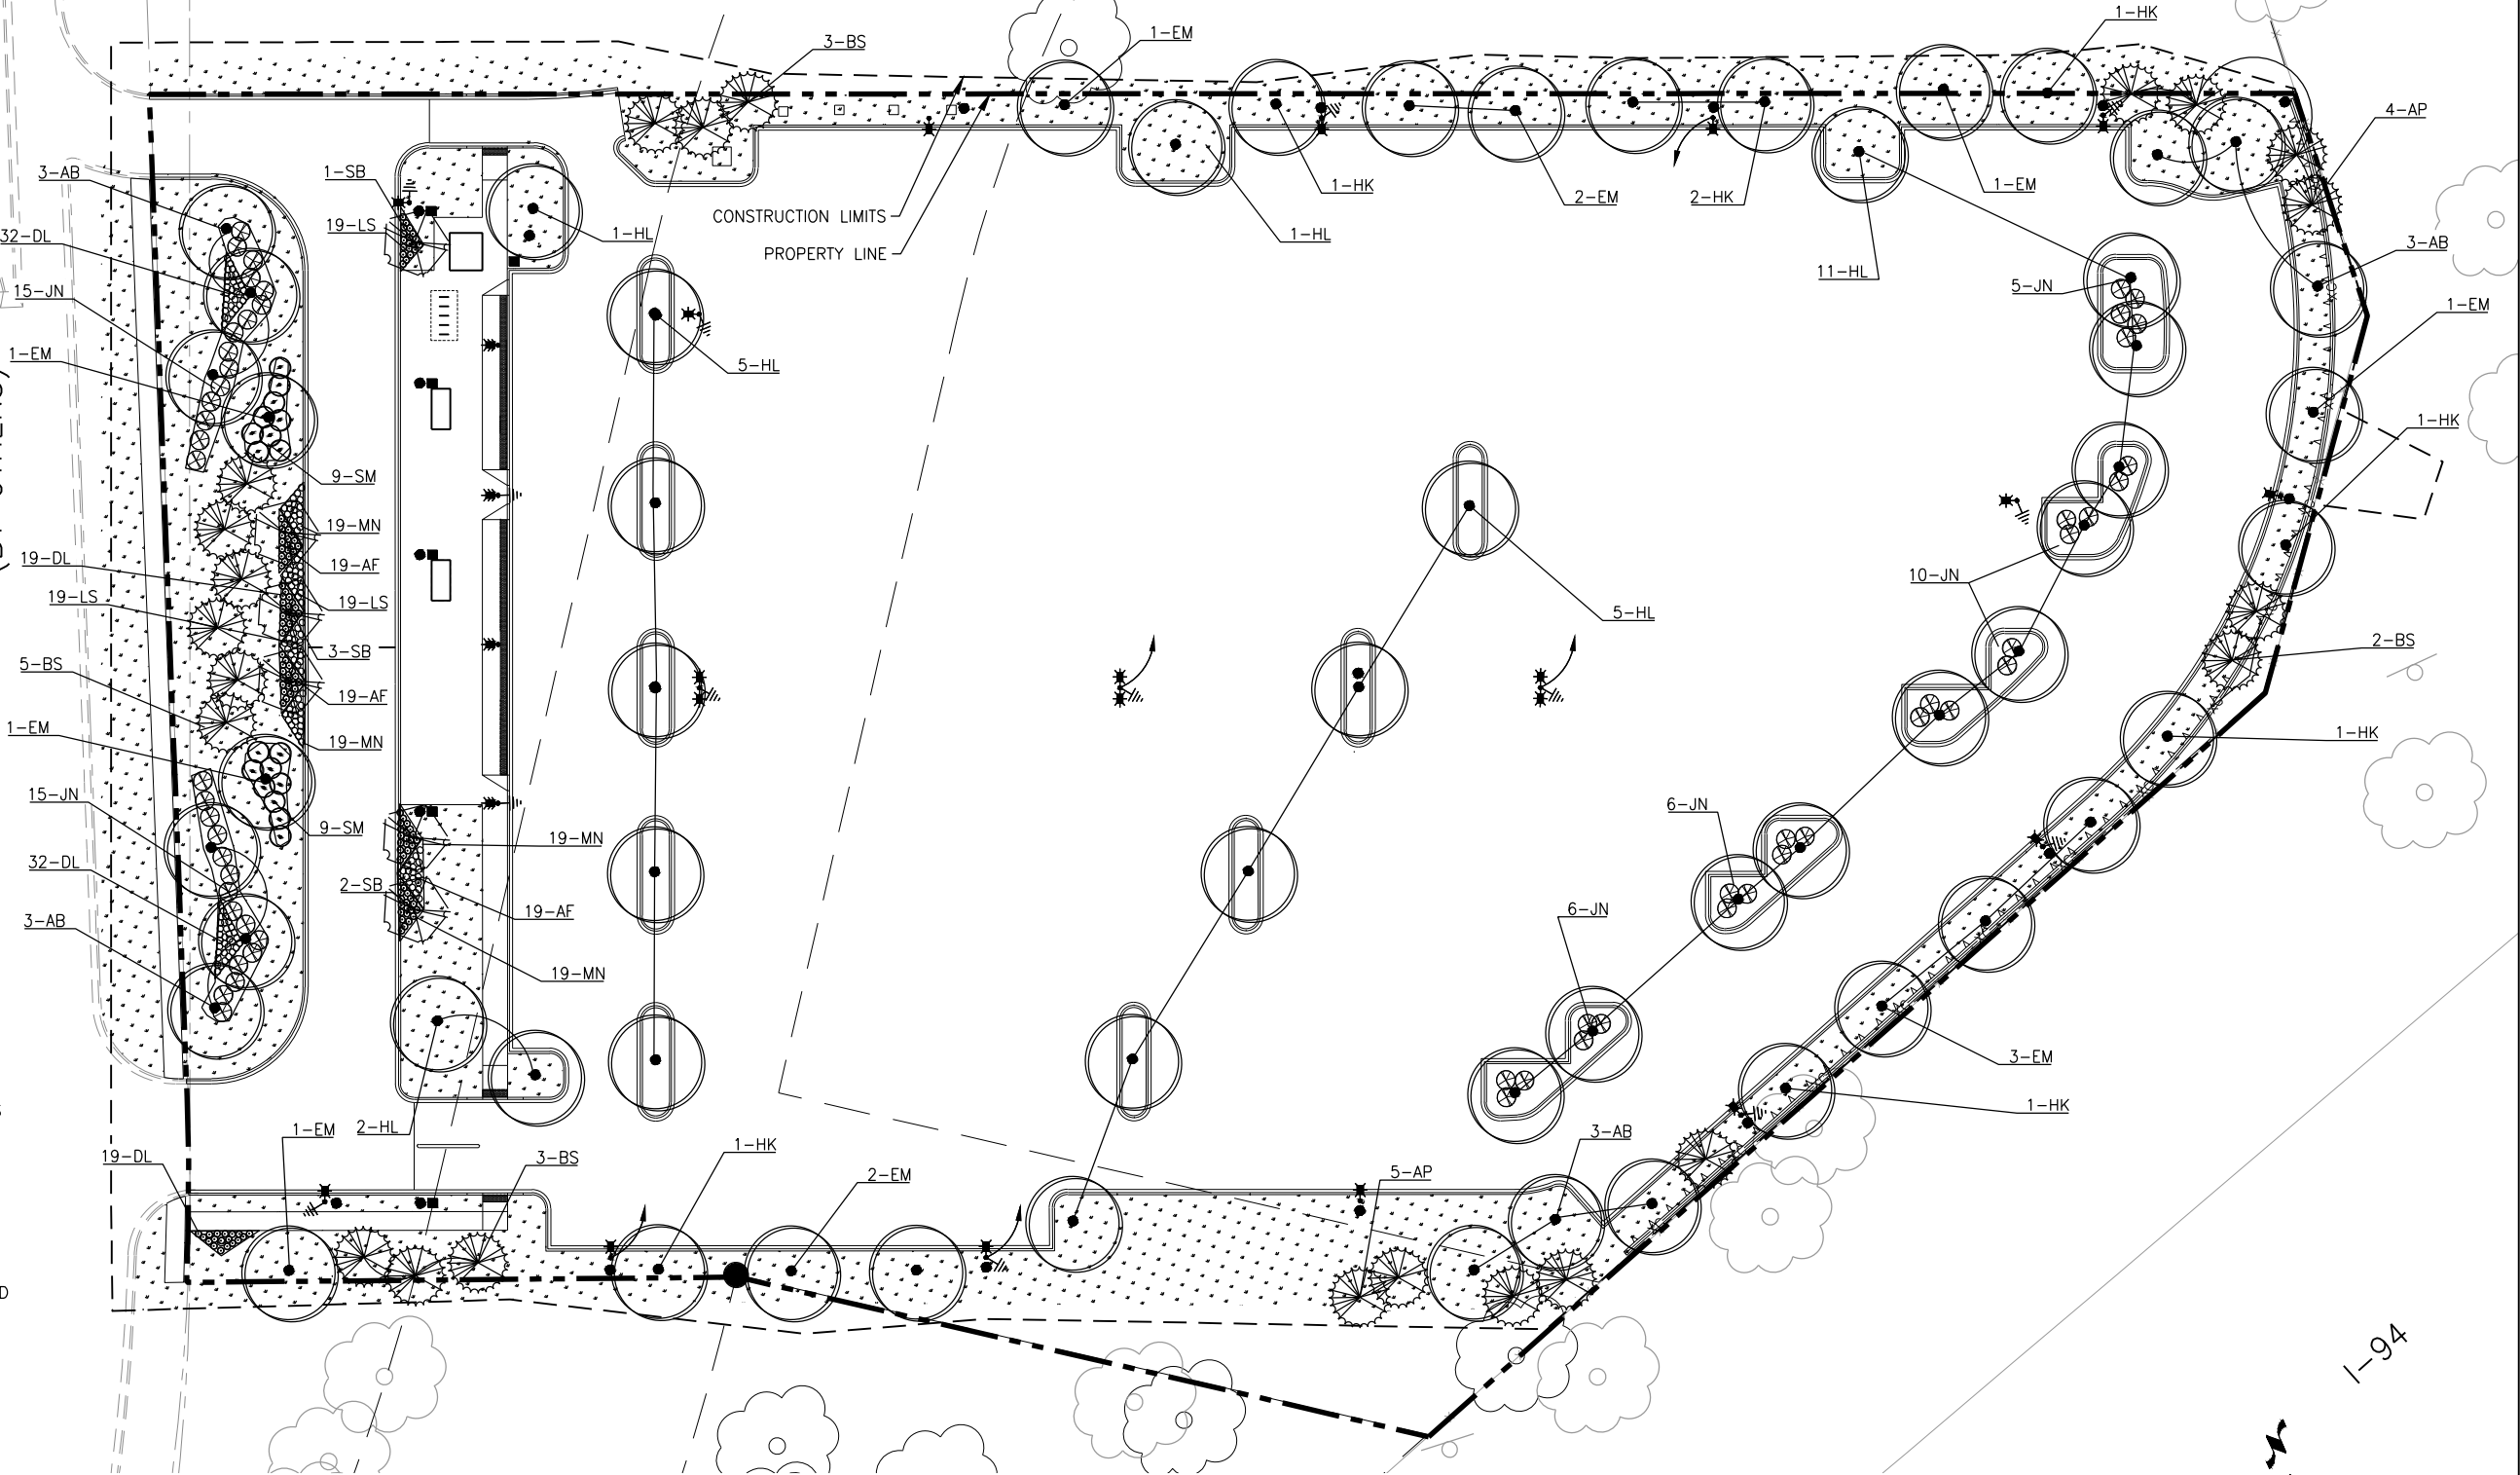 1-HK
3-BS
1-EM
4-AP
3-AB
1-SB
1-HK
2-EM
2-HK
1-EM
CONSTRUCTION LIMITS
19-LS
1-HL
1-HL
32-DL
3-AB
PROPERTY LINE
11-HL
5-JN
15-JN
1-EM
1-EM
5-HL
1-HK
9-SM
19-MN
19-DL
19-AF
10-JN
19-LS
19-LS
5-HL
3-SB
2-BS
5-BS
19-AF
1-EM
19-MN
1-HK
15-JN
6-JN
9-SM
19-MN
32-DL
2-SB
19-AF
6-JN
3-AB
19-MN
3-EM
1-HK
1-EM
2-HL
1-HK
3-AB
19-DL
3-BS
2-EM
5-AP
I-94